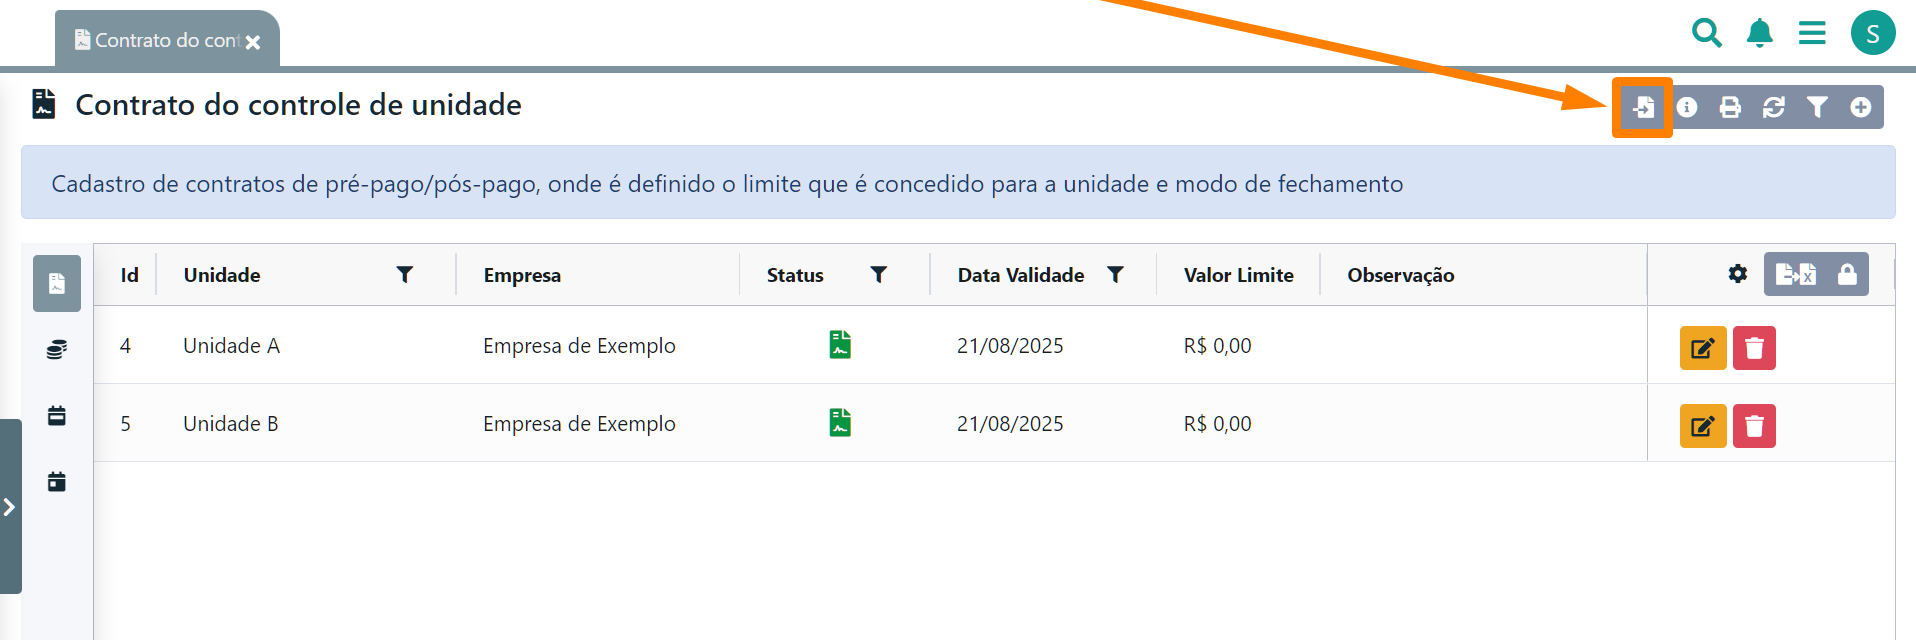 Contrato do cont
S
Contrato do controle de unidade
Cadastro de contratos de pré-pago/pós-pago, onde é definido o limite que é concedido para a unidade e modo de fechamento
Id Unidade Empresa Status Data Validade Valor Limite Observação
4 Unidade A Empresa de Exemplo 21/08/2025 R$ 0,00
5 Unidade B Empresa de Exemplo 21/08/2025 R$ 0,00